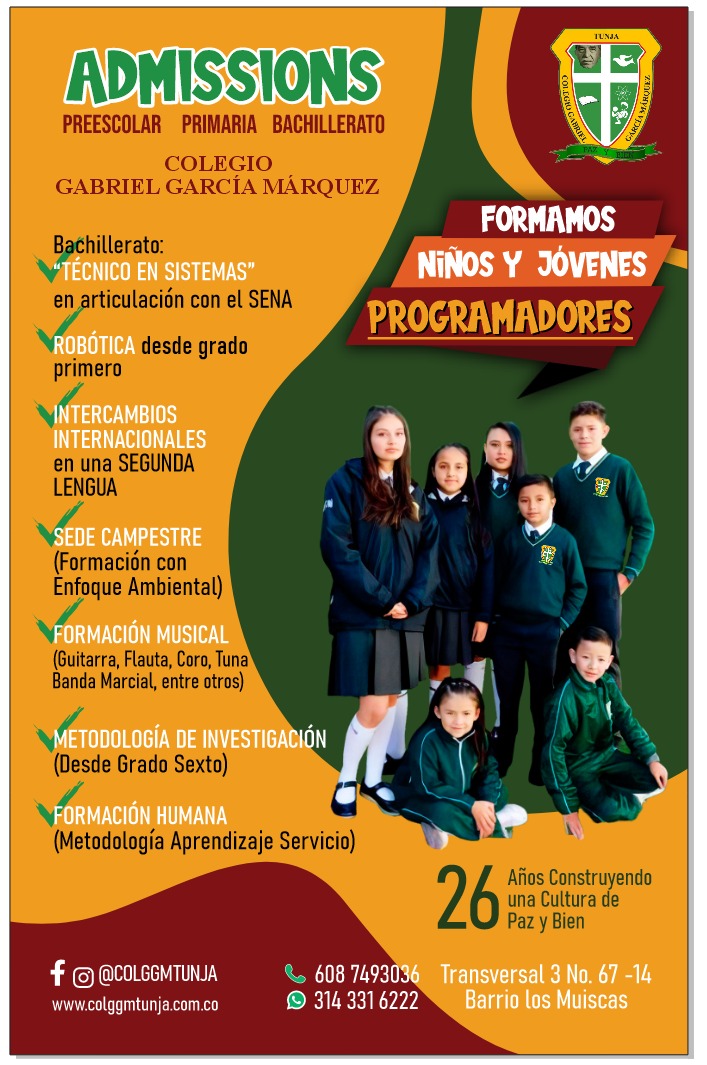 ADMISSIONS
PREESCOLAR PRIMARIA BACHILLERATO
COLEGIO
GABRIEL GARCÍA MÁRQUEZ
TUNJA
COLEGIO GABRIEL
GARCÍA MÁRQUEZ
PAZ Y BIEN
FORMAMOS
NIÑOS Y JÓVENES
PROGRAMADORES
Bachillerato:
“TÉCNICO EN SISTEMAS”
en articulación con el SENA
ROBÓTICA desde grado
primero
INTERCAMBIOS
INTERNACIONALES
en una SEGUNDA
LENGUA
SEDE CAMPESTRE
(Formación con
Enfoque Ambiental)
FORMACIÓN MUSICAL
(Guitarra, Flauta, Coro, Tuna
Banda Marcial, entre otros)
METODOLOGÍA DE INVESTIGACIÓN
(Desde Grado Sexto)
FORMACIÓN HUMANA
(Metodología Aprendizaje Servicio)
26 Años Construyendo
una Cultura de
Paz y Bien
@COLGGMTUNJA
www.colggmtunja.com.co
608 7493036
314 331 6222
Transversal 3 No. 67 -14
Barrio los Muiscas